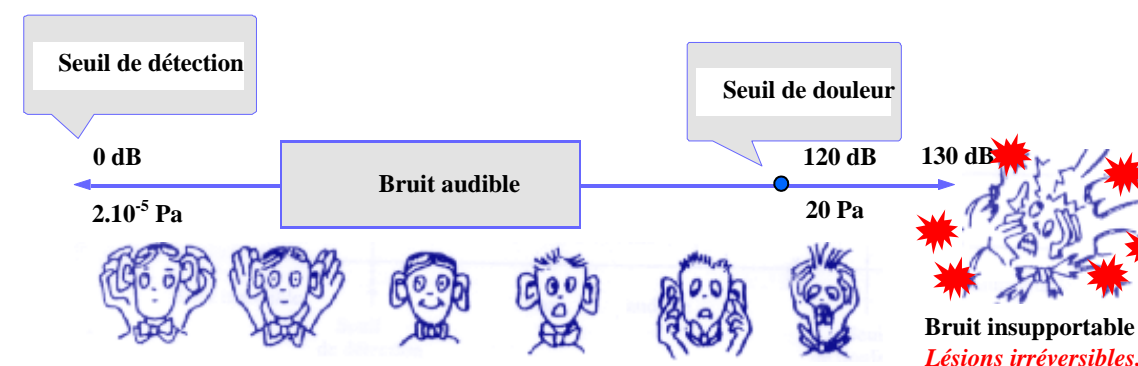 Seuil de détection
Seuil de douleur
0 dB
120 dB
130 dB
Bruit audible
2.10⁻⁵ Pa
20 Pa
Bruit insupportable
Lésions irréversibles.